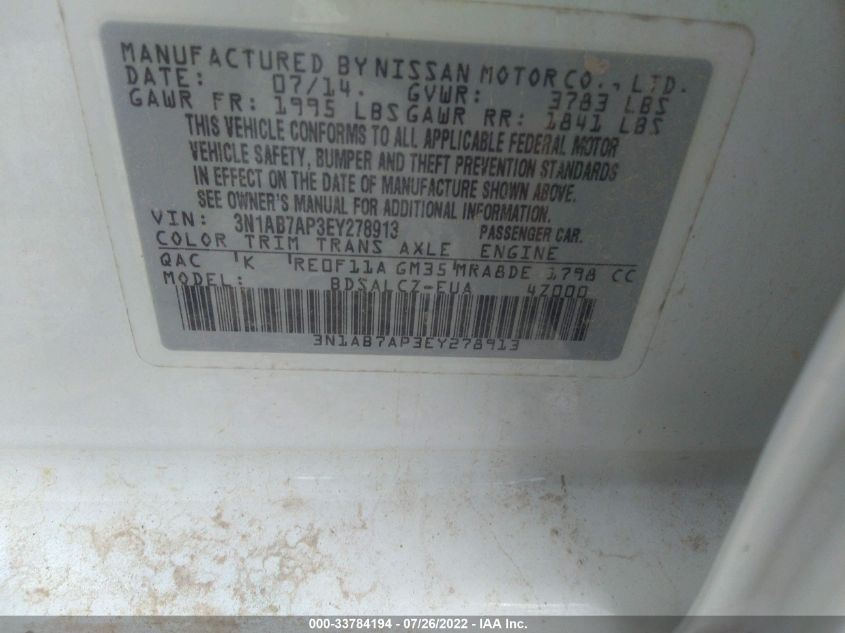 MANUFACTURED BY NISSAN MOTOR CO., LTD.
DATE: 07/14. GVWR: 3783 LBS
GAWR FR: 1995 LBS GAWR RR: 1841 LBS
THIS VEHICLE CONFORMS TO ALL APPLICABLE FEDERAL MOTOR
VEHICLE SAFETY, BUMPER AND THEFT PREVENTION STANDARDS
IN EFFECT ON THE DATE OF MANUFACTURE SHOWN ABOVE.
SEE OWNER'S MANUAL FOR ADDITIONAL INFORMATION.
VIN: 3N1AB7AP3EY278913 PASSENGER CAR.
COLOR TRIM TRANS AXLE ENGINE
QAC K RE0F11A GM35 MRA8DE 1798 CC
MODEL: BDSALCZ-EUA 4Z000
3N1AB7AP3EY278913
000-33784194 - 07/26/2022 - IAA Inc.